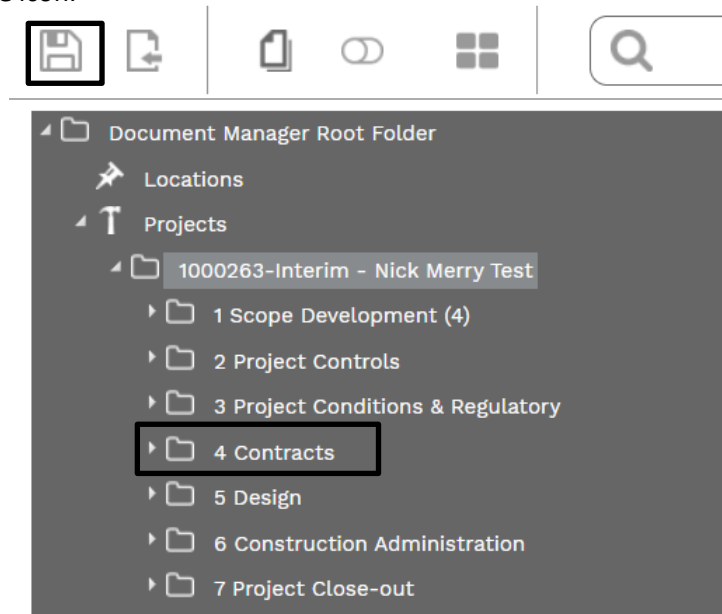 Document Manager Root Folder
Locations
Projects
1000263-Interim - Nick Merry Test
1 Scope Development (4)
2 Project Controls
3 Project Conditions & Regulatory
4 Contracts
5 Design
6 Construction Administration
7 Project Close-out